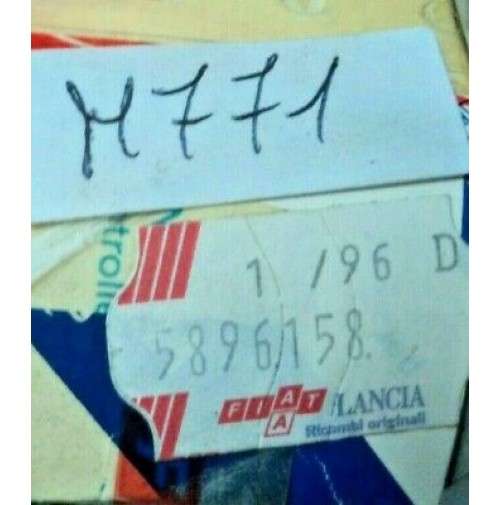 M771
1 /96 D
5896158.
FIAT/LANCIA
A
Ricambi originali